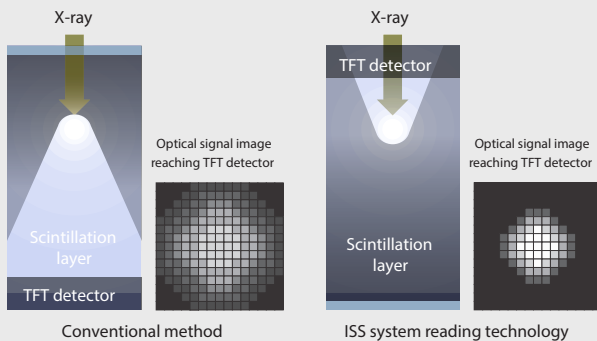 X-ray
Optical signal image
reaching TFT detector
Scintillation
layer
TFT detector
Conventional method
X-ray
TFT detector
Optical signal image
reaching TFT detector
Scintillation
layer
ISS system reading technology